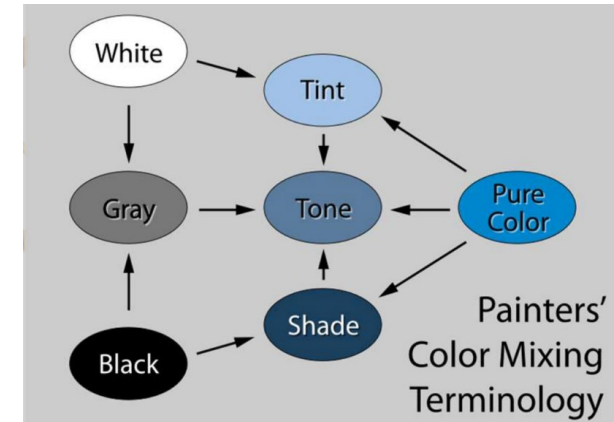 White
Tint
Gray
Tone
Pure
Color
Shade
Black
Painters'
Color Mixing
Terminology